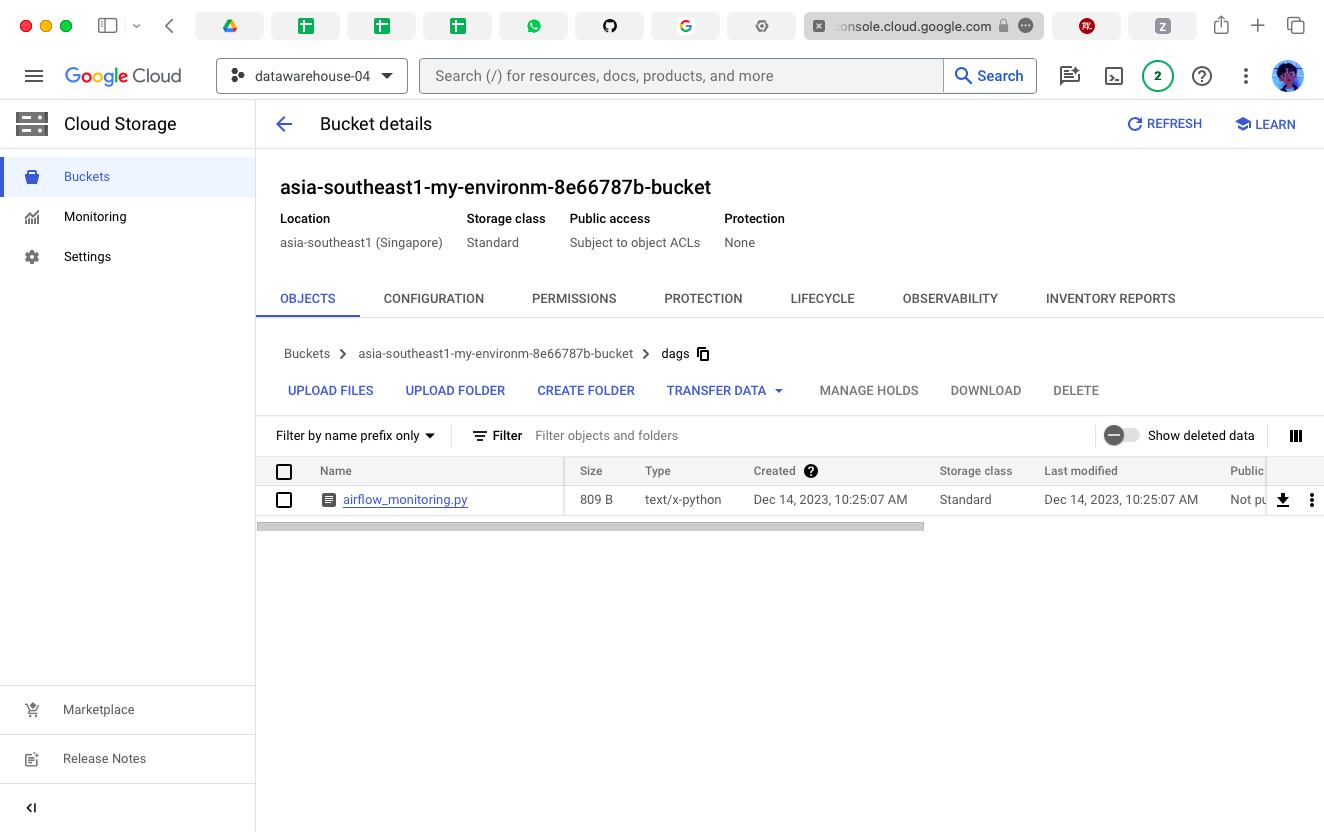 console.cloud.google.com
Z
Google Cloud
datawarehouse-04
Search (/) for resources, docs, products, and more
Search
2
Cloud Storage
Bucket details
REFRESH
LEARN
Buckets
Monitoring
Settings
asia-southeast1-my-environm-8e66787b-bucket
Location Storage class Public access Protection
asia-southeast1 (Singapore) Standard Subject to object ACLs None
OBJECTS CONFIGURATION PERMISSIONS PROTECTION LIFECYCLE OBSERVABILITY INVENTORY REPORTS
Buckets asia-southeast1-my-environm-8e66787b-bucket dags
UPLOAD FILES UPLOAD FOLDER CREATE FOLDER TRANSFER DATA MANAGE HOLDS DOWNLOAD DELETE
Filter by name prefix only Filter Filter objects and folders Show deleted data
Name Size Type Created Storage class Last modified Public
airflow_monitoring.py 809 B text/x-python Dec 14, 2023, 10:25:07 AM Standard Dec 14, 2023, 10:25:07 AM Not pu
Marketplace
Release Notes